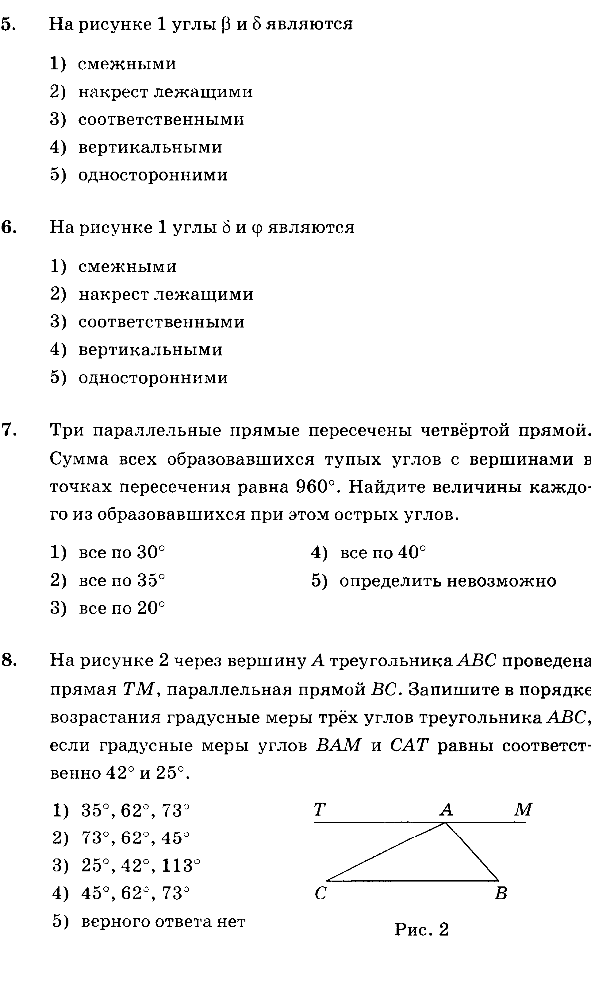 5. На рисунке 1 углы β и δ являются
1) смежными
2) накрест лежащими
3) соответственными
4) вертикальными
5) односторонними
6. На рисунке 1 углы δ и φ являются
1) смежными
2) накрест лежащими
3) соответственными
4) вертикальными
5) односторонними
7. Три параллельные прямые пересечены четвёртой прямой.
Сумма всех образовавшихся тупых углов с вершинами в
точках пересечения равна 960°. Найдите величины каждо-
го из образовавшихся при этом острых углов.
1) все по 30°
2) все по 35°
3) все по 20°
4) все по 40°
5) определить невозможно
8. На рисунке 2 через вершину A треугольника ABC проведена
прямая TM, параллельная прямой BC. Запишите в порядке
возрастания градусные меры трёх углов треугольника ABC,
если градусные меры углов BAM и CAT равны соответст-
венно 42° и 25°.
1) 35°, 62°, 73°
2) 73°, 62°, 45°
3) 25°, 42°, 113°
4) 45°, 62°, 73°
5) верного ответа нет
T A M
C B
Рис. 2